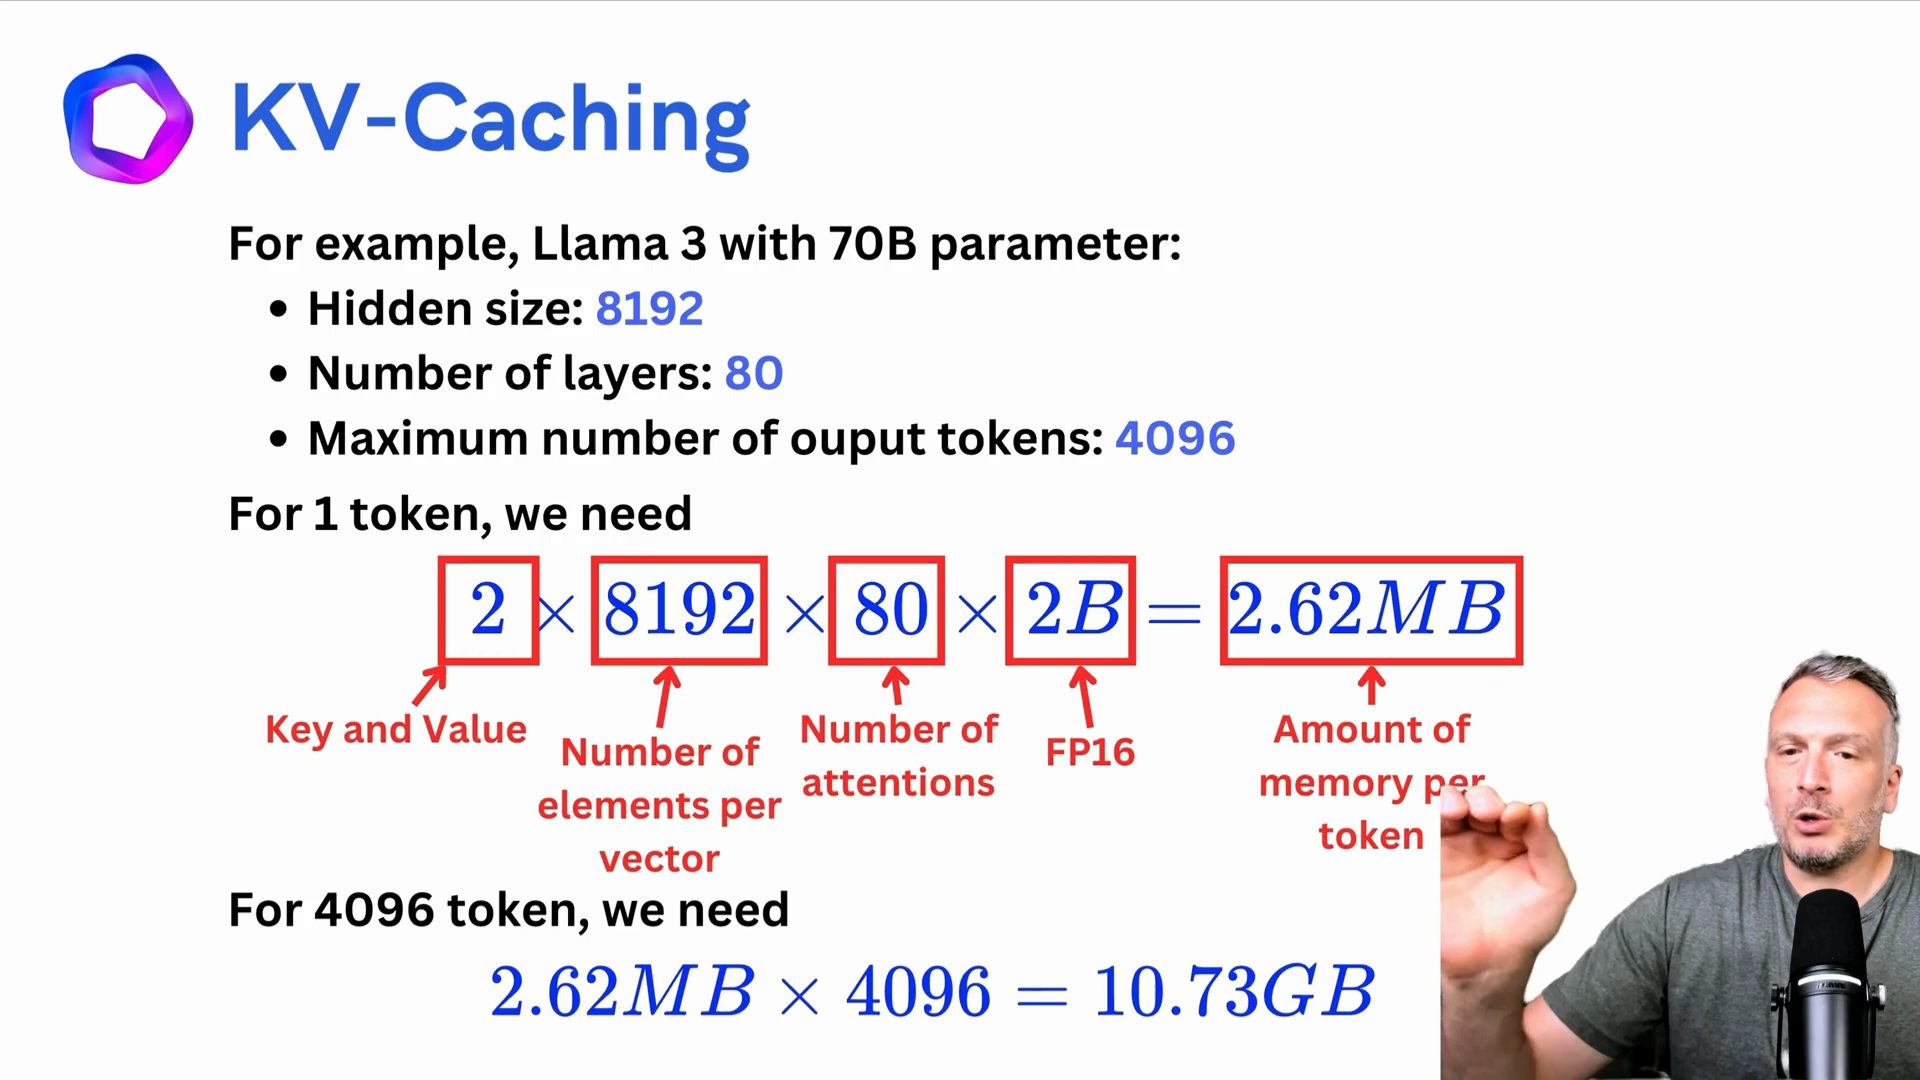 KV-Caching
For example, Llama 3 with 70B parameter:
• Hidden size: 8192
• Number of layers: 80
• Maximum number of ouput tokens: 4096
For 1 token, we need
2 × 8192 × 80 × 2B = 2.62MB
Key and Value
Number of
elements per
vector
Number of
attentions
FP16
Amount of
memory per
token
For 4096 token, we need
2.62MB × 4096 = 10.73GB